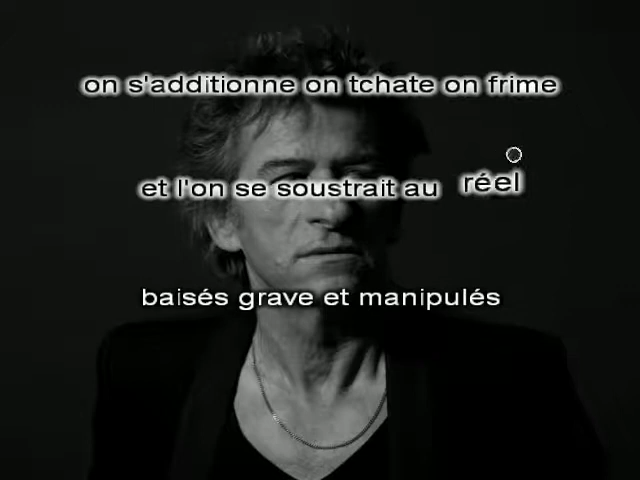 on s'additionne on tchate on frime
et l'on se soustrait au réel
baisés grave et manipulés